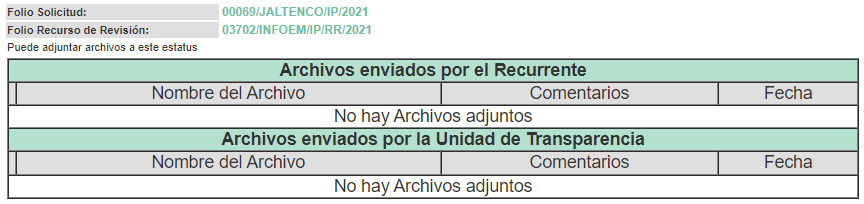 Folio Solicitud: 00069/JALTENCO/IP/2021
Folio Recurso de Revisión: 03702/INFOEM/IP/RR/2021
Puede adjuntar archivos a este estatus
Archivos enviados por el Recurrente
Nombre del Archivo Comentarios Fecha
No hay Archivos adjuntos
Archivos enviados por la Unidad de Transparencia
Nombre del Archivo Comentarios Fecha
No hay Archivos adjuntos